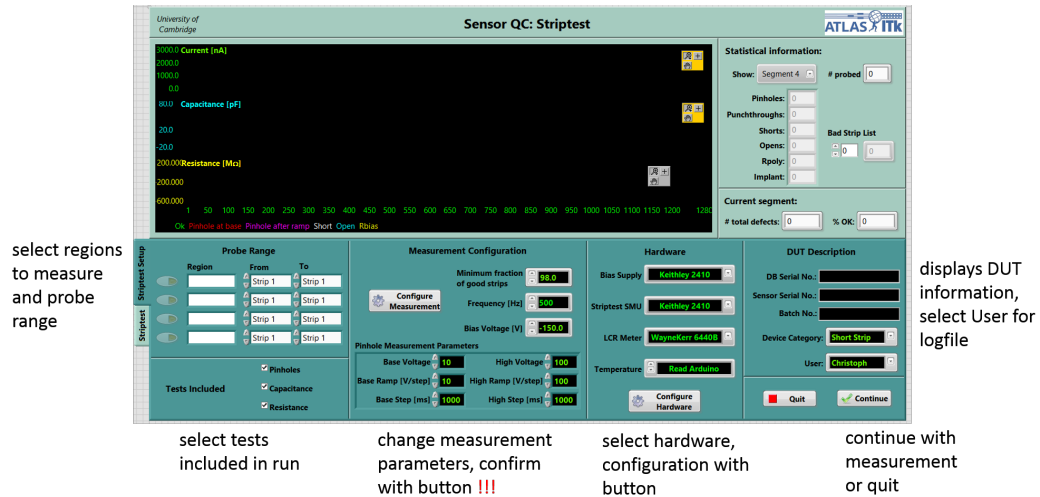 University of
Cambridge
Sensor QC: Striptest
ATLAS ITk
3000.0 Current [nA]
2000.0
1000.0
0.0
80.0 Capacitance [pF]
20.0
-20.0
200.000 Resistance [MΩ]
200.000
600.000
1 50 100 150 200 250 300 350 400 450 500 550 600 650 700 750 800 850 900 950 1000 1050 1100 1150 1200 1280
Ok Pinhole at base Pinhole after ramp Short Open Rbias
Statistical information:
Show: Segment 4 # probed 0
Pinholes: 0
Punchthroughs: 0
Shorts: 0
Bad Strip List
Opens: 0
0 0
Rpoly: 0
Implant: 0
Current segment:
# total defects: 0 % OK: 0
select regions
to measure
and probe
range
Striptest Setup
Striptest
Probe Range
Region From To
Strip 1 Strip 1
Strip 1 Strip 1
Strip 1 Strip 1
Strip 1 Strip 1
Tests Included
Pinholes
Capacitance
Resistance
Measurement Configuration
Configure
Measurement
Minimum fraction
of good strips 98.0
Frequency [Hz] 500
Bias Voltage [V] -150.0
Pinhole Measurement Parameters
Base Voltage 10 High Voltage 100
Base Ramp [V/step] 10 High Ramp [V/step] 100
Base Step [ms] 1000 High Step [ms] 1000
Hardware
Bias Supply Keithley 2410
Striptest SMU Keithley 2410
LCR Meter WayneKerr 6440B
Temperature Read Arduino
Configure
Hardware
DUT Description
DB Serial No.:
Sensor Serial No.:
Batch No.:
Device Category: Short Strip
User: Christoph
Quit Continue
displays DUT
information,
select User for
logfile
select tests
included in run
change measurement
parameters, confirm
with button !!!
select hardware,
configuration with
button
continue with
measurement
or quit